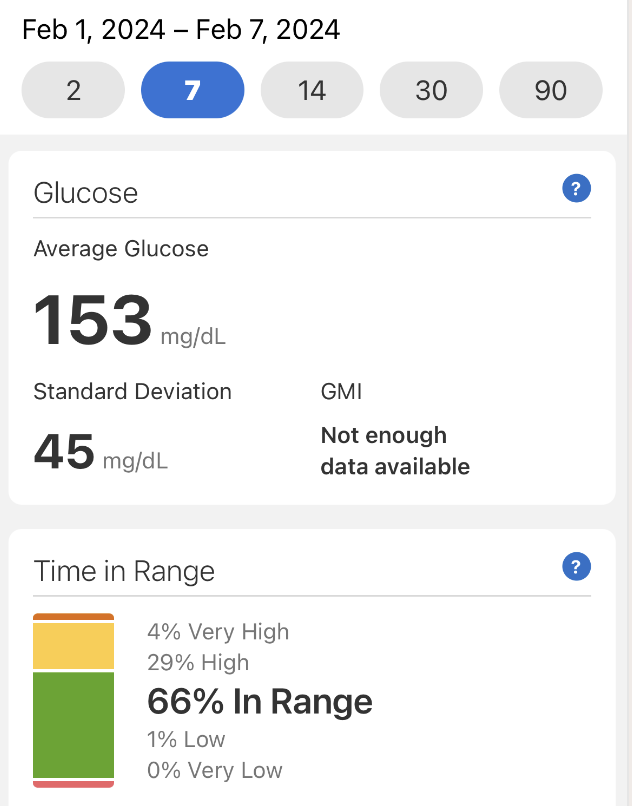 Feb 1, 2024 – Feb 7, 2024
2 7 14 30 90
Glucose ?
Average Glucose
153 mg/dL
Standard Deviation GMI
45 mg/dL Not enough
data available
Time in Range ?
4% Very High
29% High
66% In Range
1% Low
0% Very Low